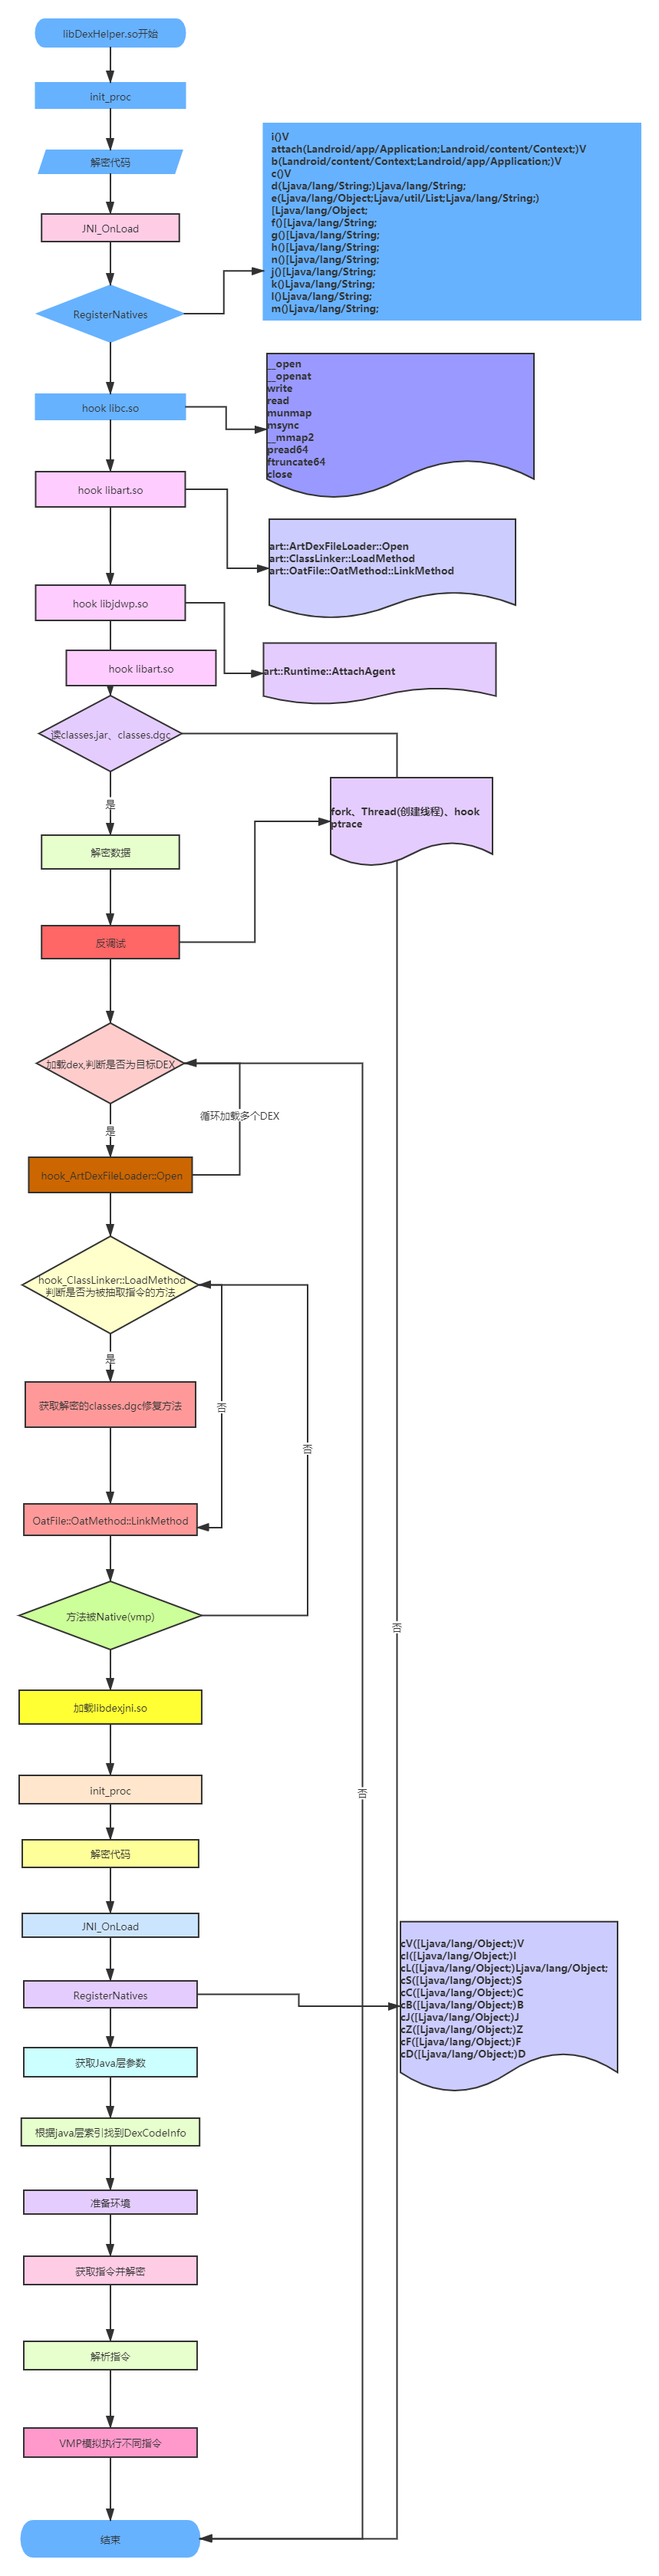 libDexHelper.so开始
init_proc
解密代码
JNI_OnLoad
RegisterNatives
i()V
attach(Landroid/app/Application;Landroid/content/Context;)V
b(Landroid/content/Context;Landroid/app/Application;)V
c()V
d(Ljava/lang/String;)Ljava/lang/String;
e(Ljava/lang/Object;Ljava/util/List;Ljava/lang/String;)
[Ljava/lang/Object;
f()[Ljava/lang/String;
g()[Ljava/lang/String;
h()[Ljava/lang/String;
n()[Ljava/lang/String;
j()[Ljava/lang/String;
k()Ljava/lang/String;
l()Ljava/lang/String;
m()Ljava/lang/String;
hook libc.so
__open
__openat
write
read
munmap
msync
__mmap2
pread64
ftruncate64
close
hook libart.so
art::ArtDexFileLoader::Open
art::ClassLinker::LoadMethod
art::OatFile::OatMethod::LinkMethod
hook libjdwp.so
hook libart.so
art::Runtime::AttachAgent
读classes.jar、classes.dgc
是
fork、Thread(创建线程)、hook
ptrace
解密数据
反调试
加载dex,判断是否为目标DEX
循环加载多个DEX
是
hook_ArtDexFileLoader::Open
hook_ClassLinker::LoadMethod
判断是否为被抽取指令的方法
是
获取解密的classes.dgc修复方法
否
否
OatFile::OatMethod::LinkMethod
方法被Native(vmp)
否
加载libdexjni.so
init_proc
否
解密代码
JNI_OnLoad
RegisterNatives
cV([Ljava/lang/Object;)V
cI([Ljava/lang/Object;)I
cL([Ljava/lang/Object;)Ljava/lang/Object;
cS([Ljava/lang/Object;)S
cC([Ljava/lang/Object;)C
cB([Ljava/lang/Object;)B
cJ([Ljava/lang/Object;)J
cZ([Ljava/lang/Object;)Z
cF([Ljava/lang/Object;)F
cD([Ljava/lang/Object;)D
获取Java层参数
根据java层索引找到DexCodeInfo
准备环境
获取指令并解密
解析指令
VMP模拟执行不同指令
结束